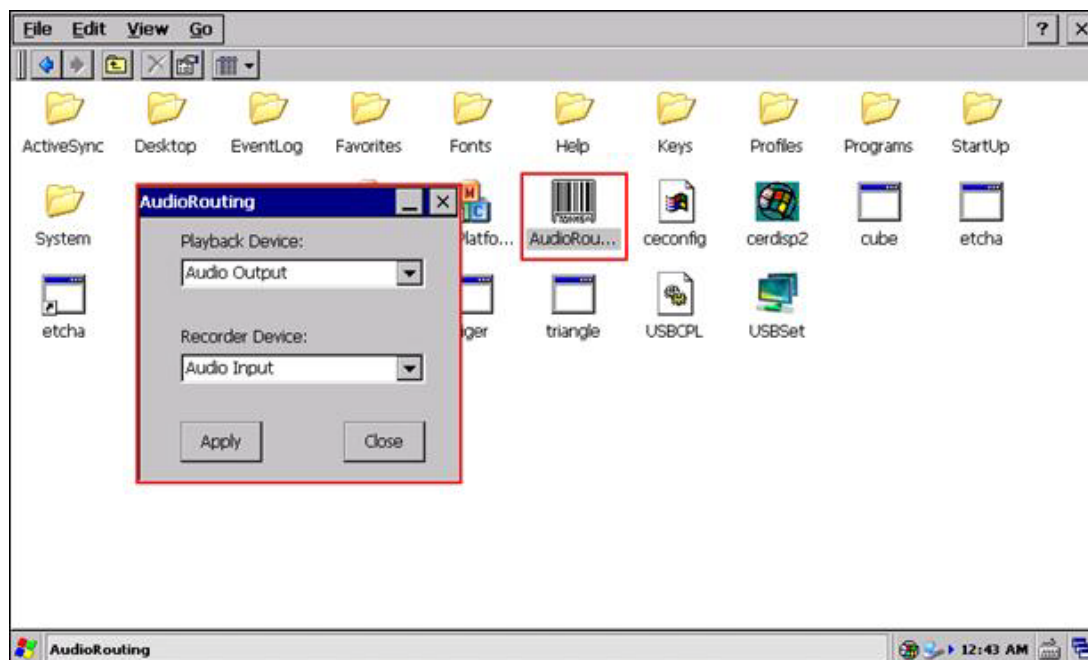 File Edit View Go ?
ActiveSync Desktop EventLog Favorites Fonts Help Keys Profiles Programs StartUp
System
AudioRouting
Playback Device:
Audio Output
Recorder Device:
Audio Input
Apply Close
Platfo... AudioRou... ceconfig cerdisp2 cube etcha
etcha
triangle USBCPL USBSet
AudioRouting 12:43 AM